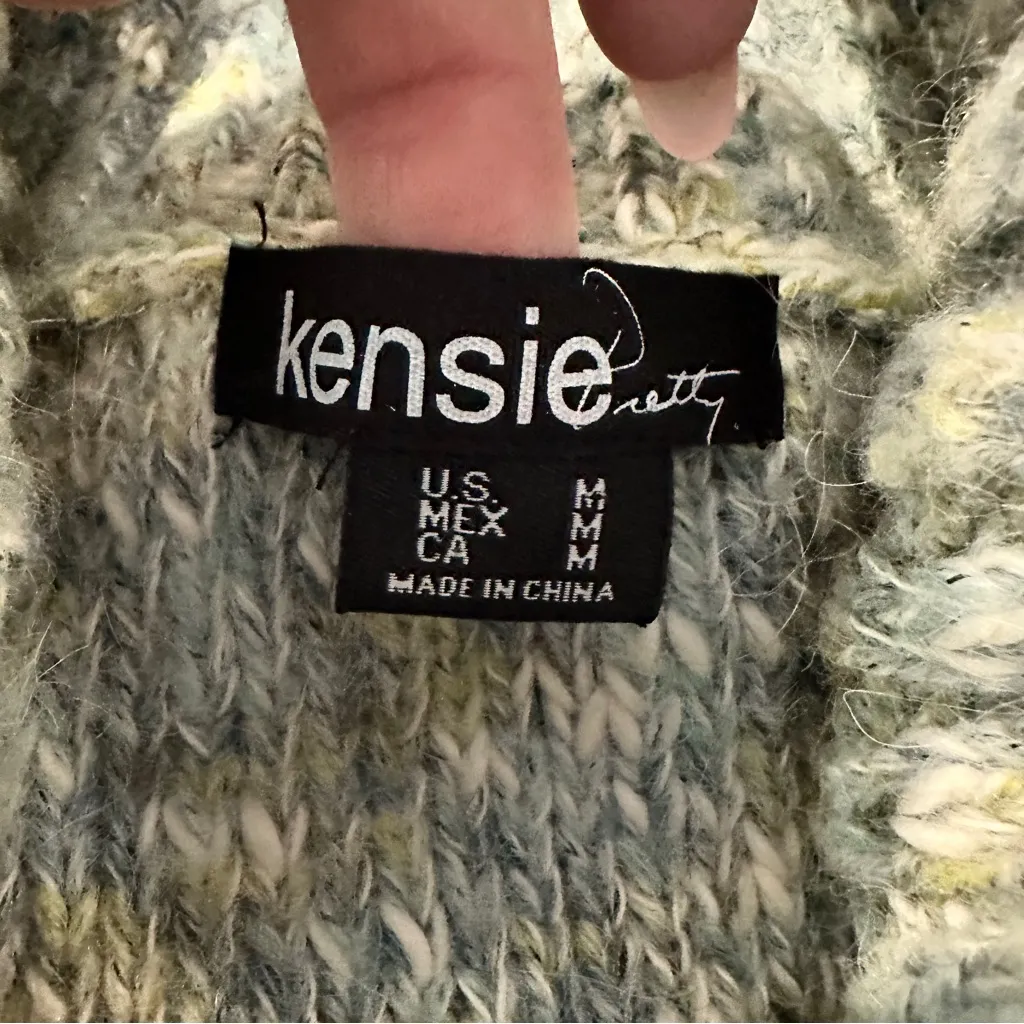 kensie Pretty
U.S. M
MEX M
CA M
MADE IN CHINA